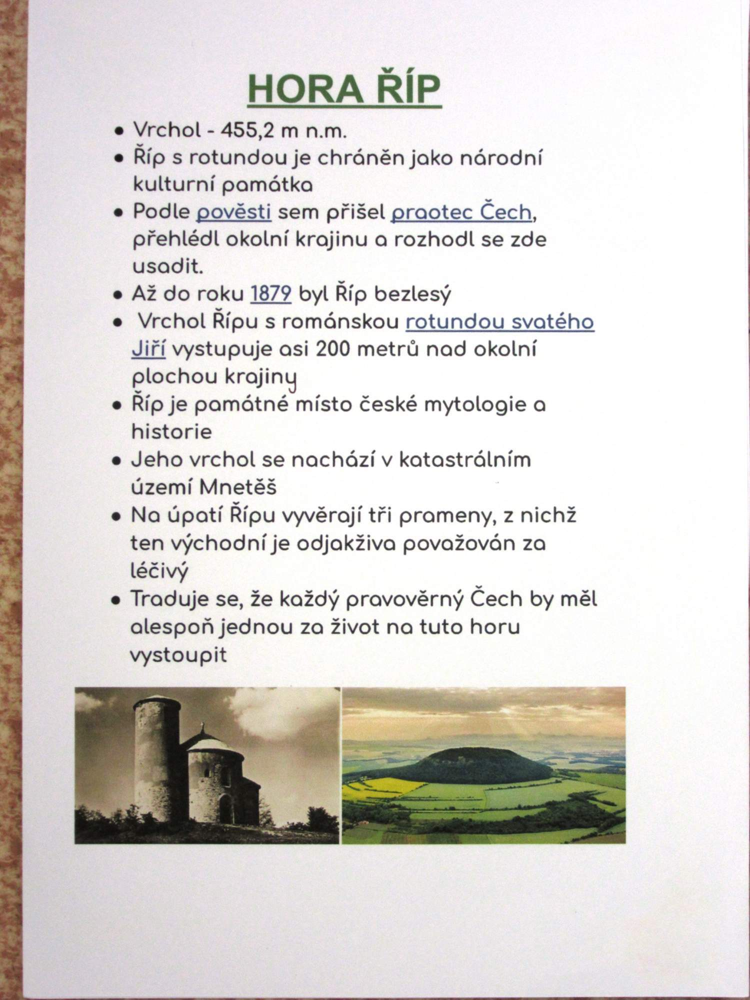 HORA ŘÍP
• Vrchol - 455,2 m n.m.
• Říp s rotundou je chráněn jako národní
kulturní památka
• Podle pověsti sem přišel praotec Čech,
přehlédl okolní krajinu a rozhodl se zde
usadit.
• Až do roku 1879 byl Říp bezlesý
• Vrchol Řípu s románskou rotundou svatého
Jiří vystupuje asi 200 metrů nad okolní
plochou krajiny
• Říp je památné místo české mytologie a
historie
• Jeho vrchol se nachází v katastrálním
území Mnetěš
• Na úpatí Řípu vyvěrají tři prameny, z nichž
ten východní je odjakživa považován za
léčivý
• Traduje se, že každý pravověrný Čech by měl
alespoň jednou za život na tuto horu
vystoupit